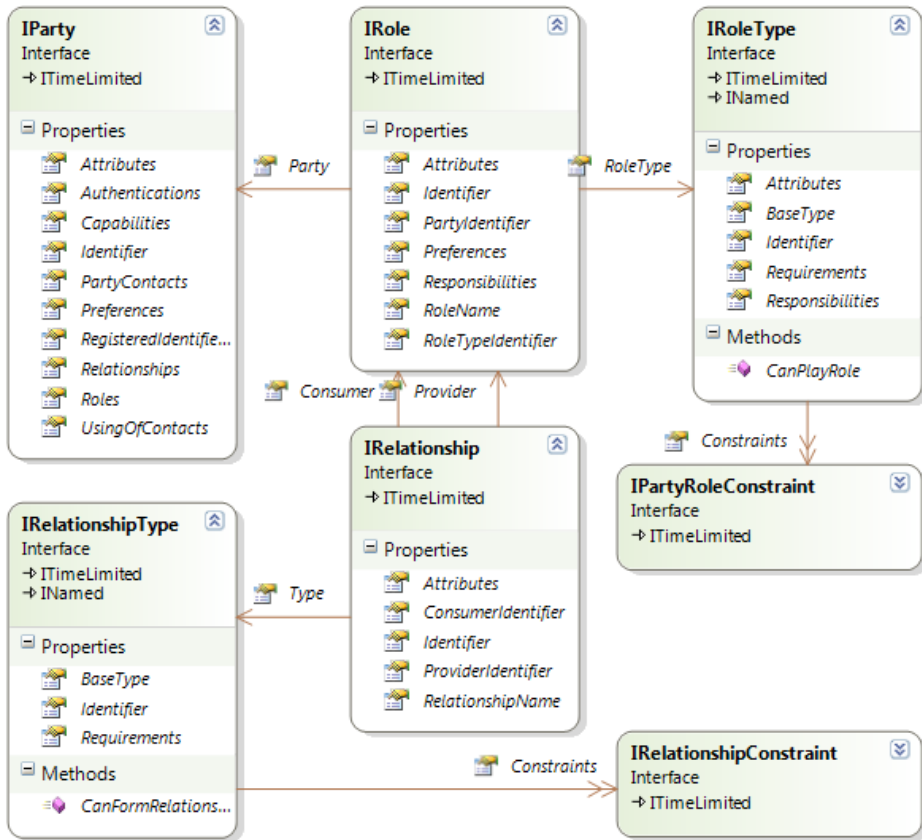 IParty
Interface
ITimeLimited
Properties
Attributes
Authentications
Capabilities
Identifier
PartyContacts
Preferences
RegisteredIdentifie...
Relationships
Roles
UsingOfContacts
Party
IRole
Interface
ITimeLimited
Properties
Attributes
Identifier
PartyIdentifier
Preferences
Responsibilities
RoleName
RoleTypeIdentifier
RoleType
IRoleType
Interface
ITimeLimited
INamed
Properties
Attributes
BaseType
Identifier
Requirements
Responsibilities
Methods
CanPlayRole
Consumer
Provider
Constraints
IRelationship
Interface
ITimeLimited
Properties
Attributes
ConsumerIdentifier
Identifier
ProviderIdentifier
RelationshipName
IPartyRoleConstraint
Interface
ITimeLimited
Type
IRelationshipType
Interface
ITimeLimited
INamed
Properties
BaseType
Identifier
Requirements
Methods
CanFormRelations...
Constraints
IRelationshipConstraint
Interface
ITimeLimited